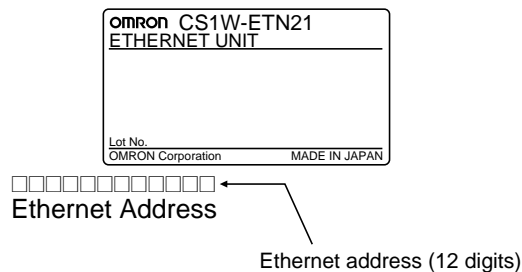 OMRON CS1W-ETN21
ETHERNET UNIT
Lot No.
OMRON Corporation MADE IN JAPAN
□□□□□□□□□□□□
Ethernet Address
Ethernet address (12 digits)